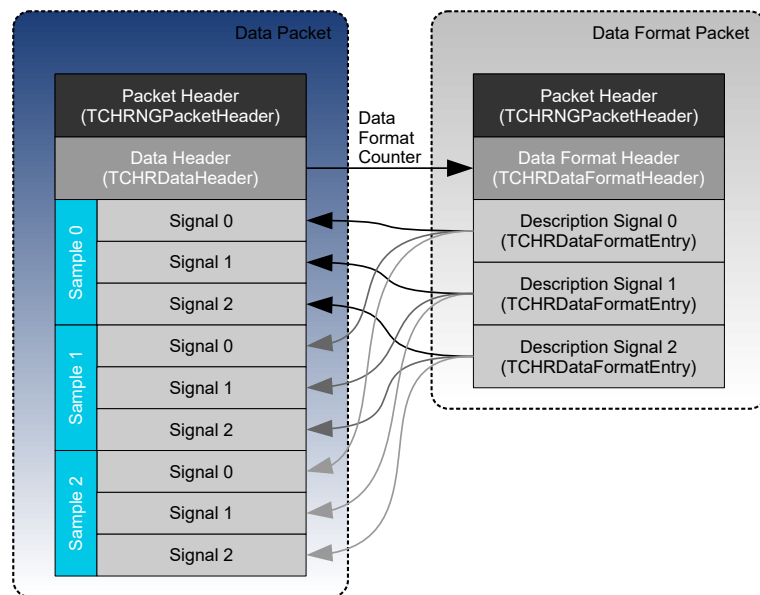 Data Packet
Packet Header
(TCHRNGPacketHeader)
Data Header
(TCHRDataHeader)
Sample 0
Signal 0
Signal 1
Signal 2
Sample 1
Signal 0
Signal 1
Signal 2
Sample 2
Signal 0
Signal 1
Signal 2
Data
Format
Counter
Data Format Packet
Packet Header
(TCHRNGPacketHeader)
Data Format Header
(TCHRDataFormatHeader)
Description Signal 0
(TCHRDataFormatEntry)
Description Signal 1
(TCHRDataFormatEntry)
Description Signal 2
(TCHRDataFormatEntry)